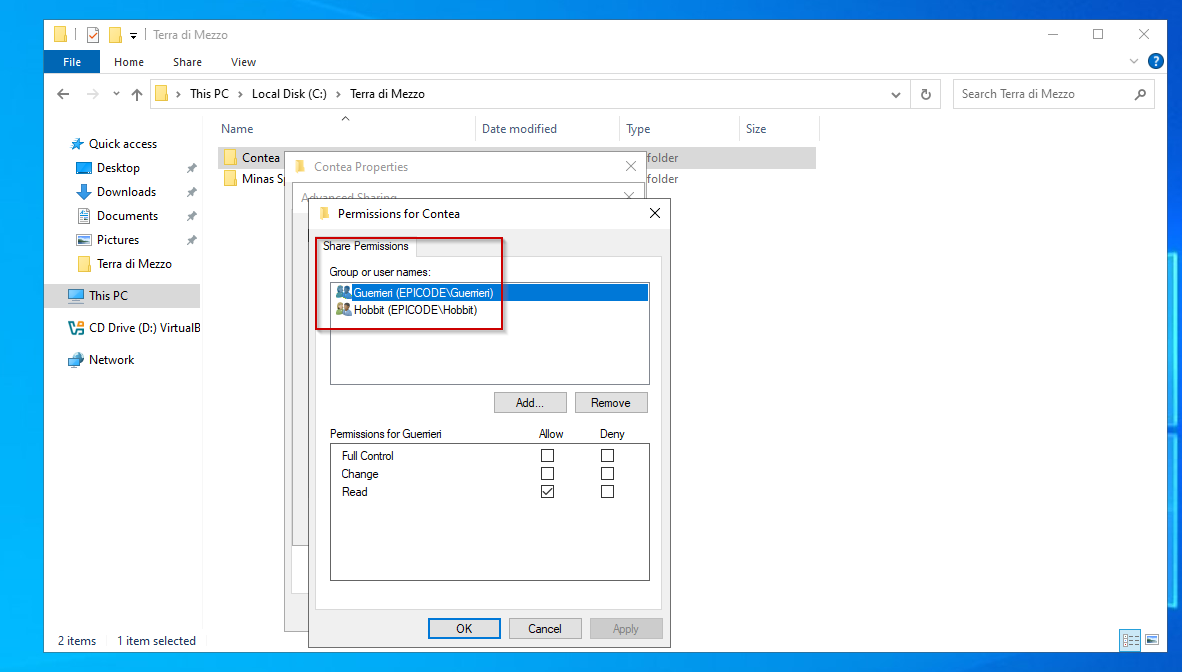 Terra di Mezzo
File Home Share View
This PC Local Disk (C:) Terra di Mezzo
Search Terra di Mezzo
Name Date modified Type Size
Quick access
Desktop
Downloads
Documents
Pictures
Terra di Mezzo
This PC
CD Drive (D:) VirtualB
Network
Contea folder
Minas folder
Contea Properties
Advanced Sharing
Permissions for Contea
Share Permissions
Group or user names:
Guerrieri (EPICODE\Guerrieri)
Hobbit (EPICODE\Hobbit)
Add... Remove
Permissions for Guerrieri Allow Deny
Full Control
Change
Read
OK Cancel Apply
2 items 1 item selected